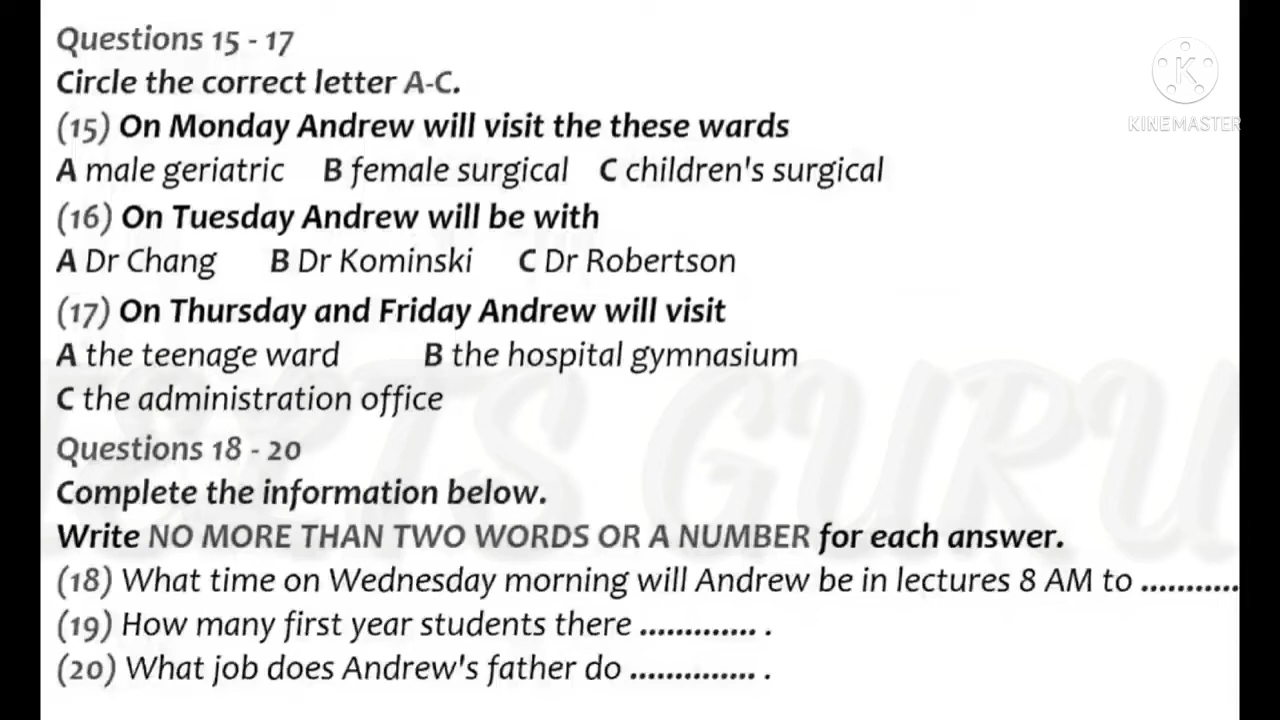 Questions 15 - 17
Circle the correct letter A-C.
(15) On Monday Andrew will visit the these wards
A male geriatric B female surgical C children's surgical
(16) On Tuesday Andrew will be with
A Dr Chang B Dr Kominski C Dr Robertson
(17) On Thursday and Friday Andrew will visit
A the teenage ward B the hospital gymnasium
C the administration office
Questions 18 - 20
Complete the information below.
Write NO MORE THAN TWO WORDS OR A NUMBER for each answer.
(18) What time on Wednesday morning will Andrew be in lectures 8 AM to ...........
(19) How many first year students there ............. .
(20) What job does Andrew's father do .............. .
K
KINEMASTER
GURU